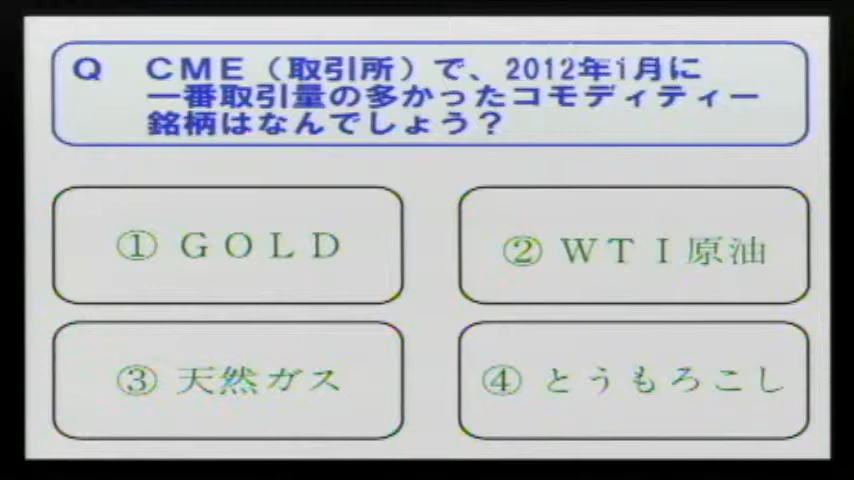 Q CME(取引所)で、2012年1月に
一番取引量の多かったコモディティー
銘柄はなんでしょう?
① GOLD
② WTI原油
③ 天然ガス
④ とうもろこし